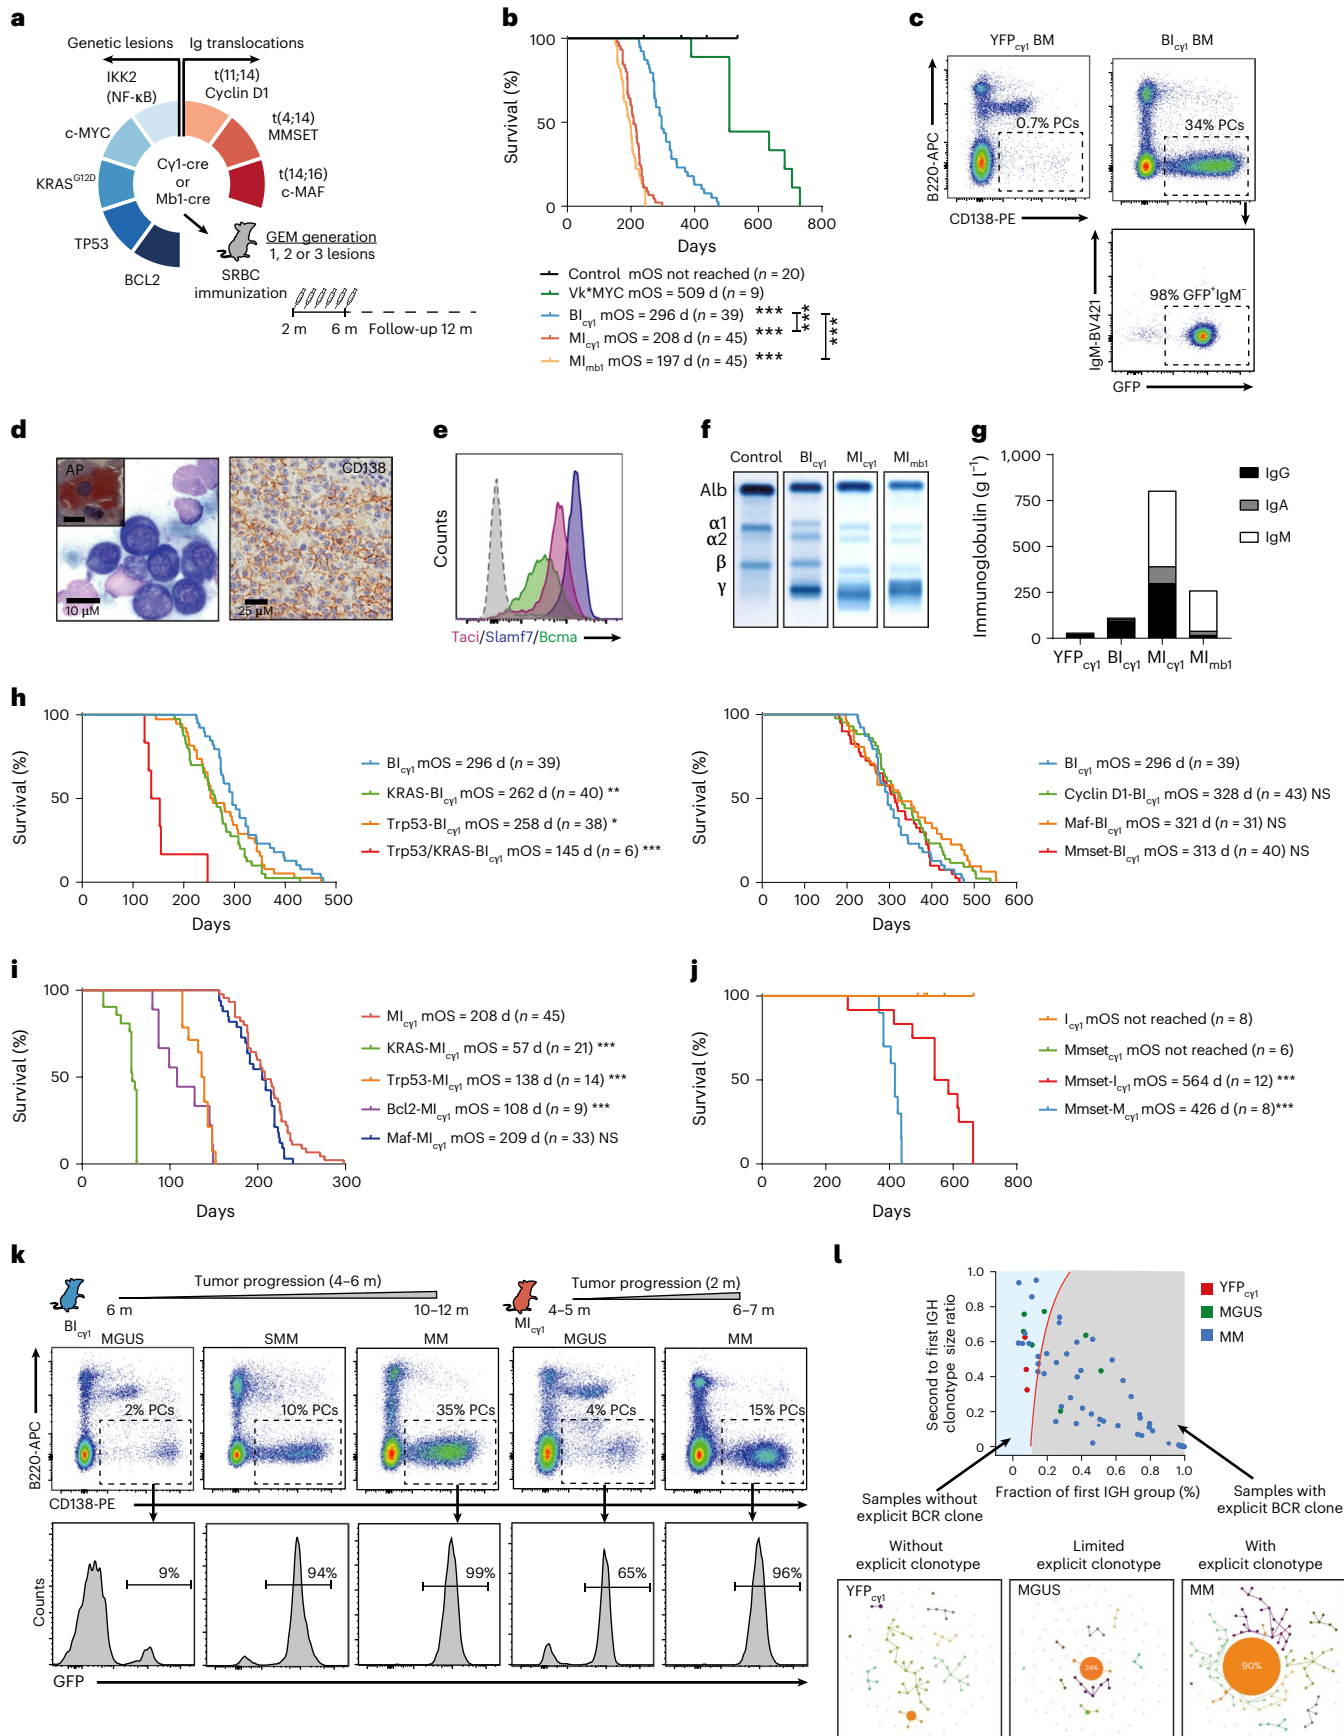 a
Genetic lesions
Ig translocations
IKK2
(NF-κB)
t(11;14)
Cyclin D1
c-MYC
t(4;14)
MMSET
KRASG12D
Cγ1-cre
or
Mb1-cre
t(14;16)
c-MAF
TP53
BCL2
GEM generation
1, 2 or 3 lesions
SRBC
immunization
2 m
6 m
Follow-up 12 m
b
Survival (%)
100
50
0
0
200
400
600
800
Days
Control mOS not reached (n = 20)
Vk*MYC mOS = 509 d (n = 9)
BIcγ1 mOS = 296 d (n = 39) ***
MIcγ1 mOS = 208 d (n = 45) ***
MImb1 mOS = 197 d (n = 45) ***
***
***
c
YFPcγ1 BM
BIcγ1 BM
B220-APC
0.7% PCs
34% PCs
CD138-PE
IgM-BV421
98% GFP+IgM−
GFP
d
AP
10 µM
CD138
25 µM
e
Counts
Taci/Slamf7/Bcma
f
Control
BIcγ1
MIcγ1
MImb1
Alb
α1
α2
β
γ
g
Immunoglobulin (g l−1)
1,000
750
500
250
0
YFPcγ1
BIcγ1
MIcγ1
MImb1
IgG
IgA
IgM
h
Survival (%)
100
50
0
0
100
200
300
400
500
Days
BIcγ1 mOS = 296 d (n = 39)
KRAS-BIcγ1 mOS = 262 d (n = 40) **
Trp53-BIcγ1 mOS = 258 d (n = 38) *
Trp53/KRAS-BIcγ1 mOS = 145 d (n = 6) ***
Survival (%)
100
50
0
0
100
200
300
400
500
600
Days
BIcγ1 mOS = 296 d (n = 39)
Cyclin D1-BIcγ1 mOS = 328 d (n = 43) NS
Maf-BIcγ1 mOS = 321 d (n = 31) NS
Mmset-BIcγ1 mOS = 313 d (n = 40) NS
i
Survival (%)
100
50
0
0
100
200
300
Days
MIcγ1 mOS = 208 d (n = 45)
KRAS-MIcγ1 mOS = 57 d (n = 21) ***
Trp53-MIcγ1 mOS = 138 d (n = 14) ***
Bcl2-MIcγ1 mOS = 108 d (n = 9) ***
Maf-MIcγ1 mOS = 209 d (n = 33) NS
j
Survival (%)
100
50
0
0
200
400
600
800
Days
Icγ1 mOS not reached (n = 8)
Mmsetcγ1 mOS not reached (n = 6)
Mmset-Icγ1 mOS = 564 d (n = 12) ***
Mmset-Mcγ1 mOS = 426 d (n = 8)***
k
Tumor progression (4–6 m)
6 m
10–12 m
BIcγ1
Tumor progression (2 m)
4–5 m
6–7 m
MIcγ1
MGUS
SMM
MM
MGUS
MM
B220-APC
2% PCs
10% PCs
35% PCs
4% PCs
15% PCs
CD138-PE
Counts
9%
94%
99%
65%
96%
GFP
l
Second to first IGH
clonotype size ratio
1.0
0.8
0.6
0.4
0.2
0
0
0.2
0.4
0.6
0.8
1.0
Fraction of first IGH group (%)
YFPcγ1
MGUS
MM
Samples without
explicit BCR clone
Samples with
explicit BCR clone
Without
explicit clonotype
Limited
explicit clonotype
With
explicit clonotype
YFPcγ1
MGUS
24%
MM
90%